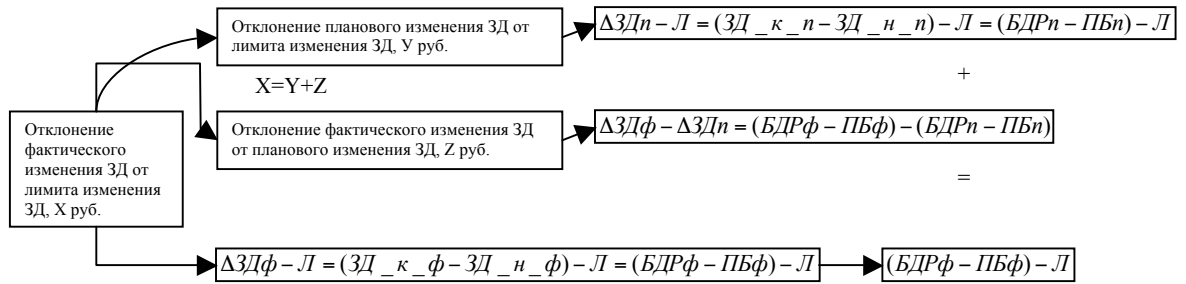 Отклонение планового изменения ЗД от
лимита изменения ЗД, У руб.
ΔЗДп – Л = (ЗД _ к _ п – ЗД _ н _ п) – Л = (БДРп – ПБп) – Л
X=Y+Z
+
Отклонение
фактического
изменения ЗД от
лимита изменения
ЗД, X руб.
Отклонение фактического изменения ЗД
от планового изменения ЗД, Z руб.
ΔЗДф – ΔЗДп = (БДРф – ПБф) – (БДРп – ПБп)
=
ΔЗДф – Л = (ЗД _ к _ ф – ЗД _ н _ ф) – Л = (БДРф – ПБф) – Л
(БДРф – ПБф) – Л